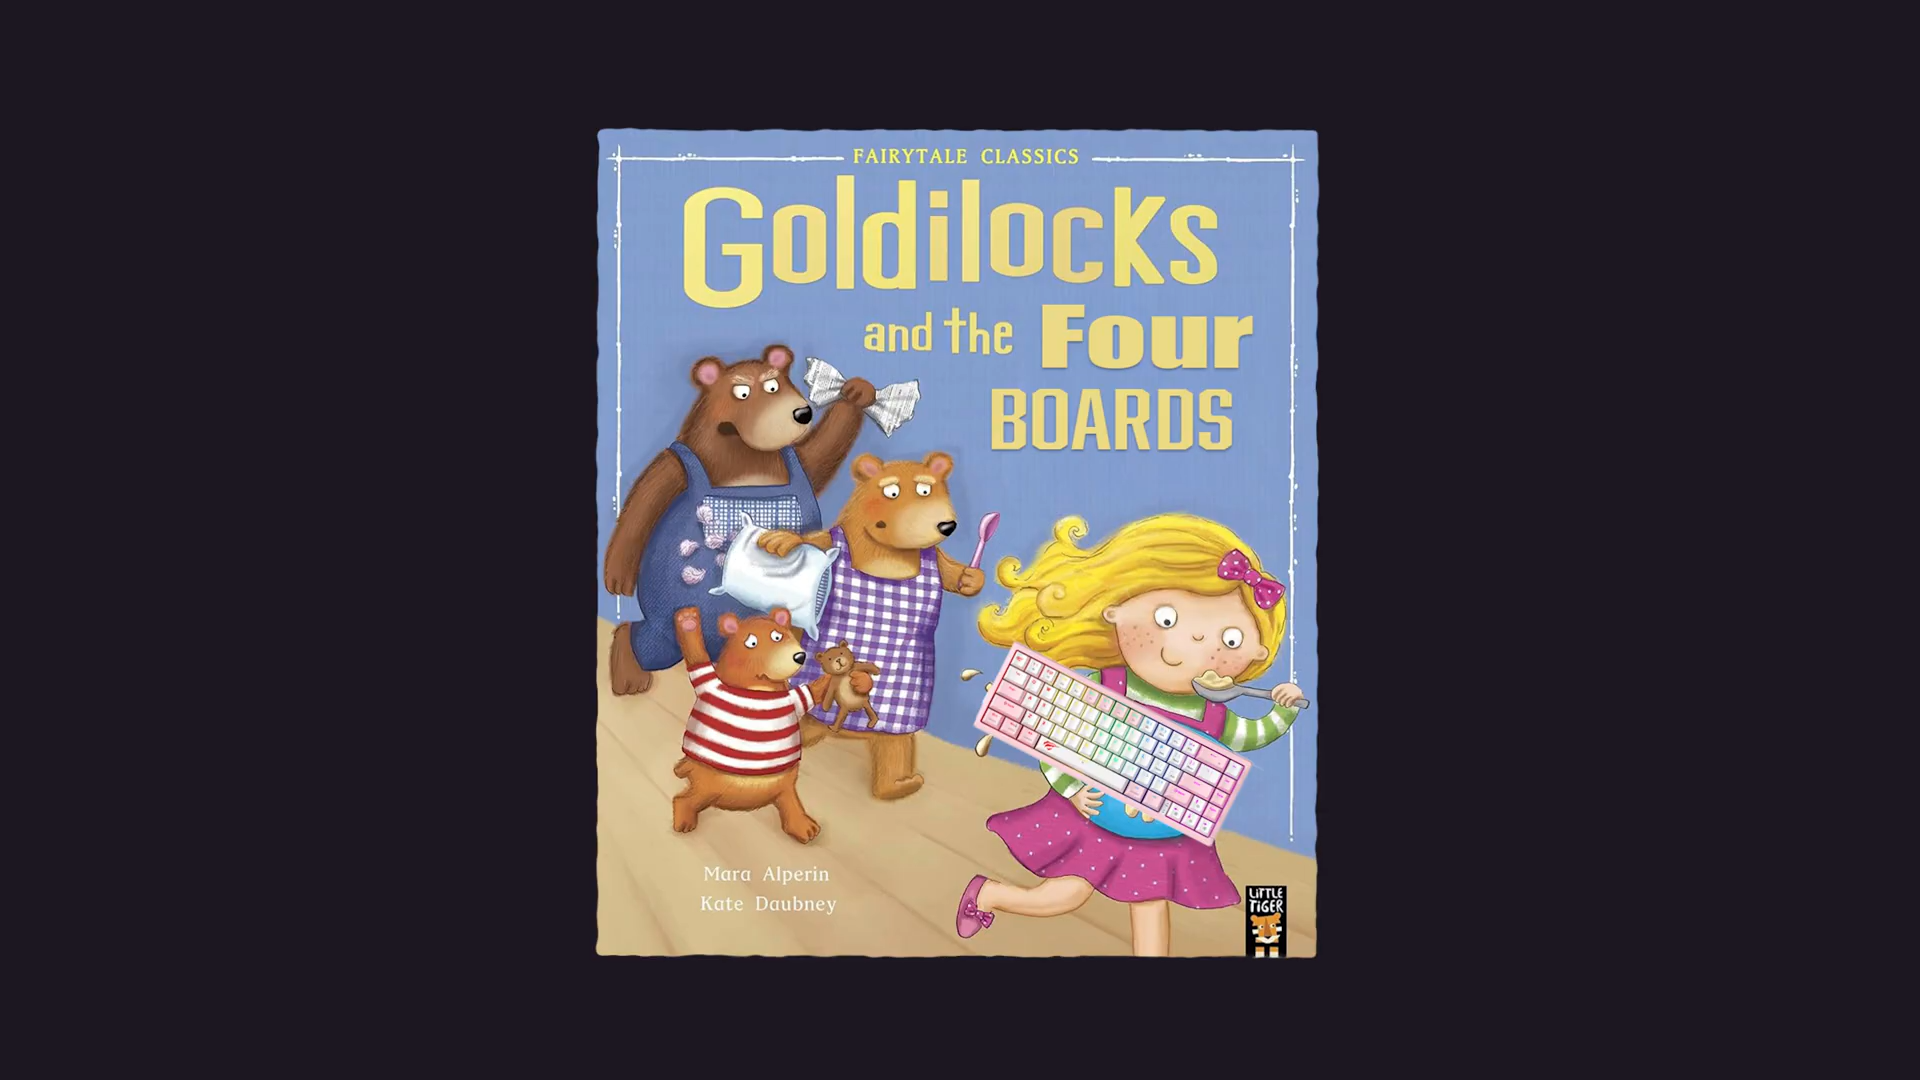 FAIRYTALE CLASSICS
Goldilocks
and the Four
BOARDS
Mara Alperin
Kate Daubney
LITTLE
TIGER